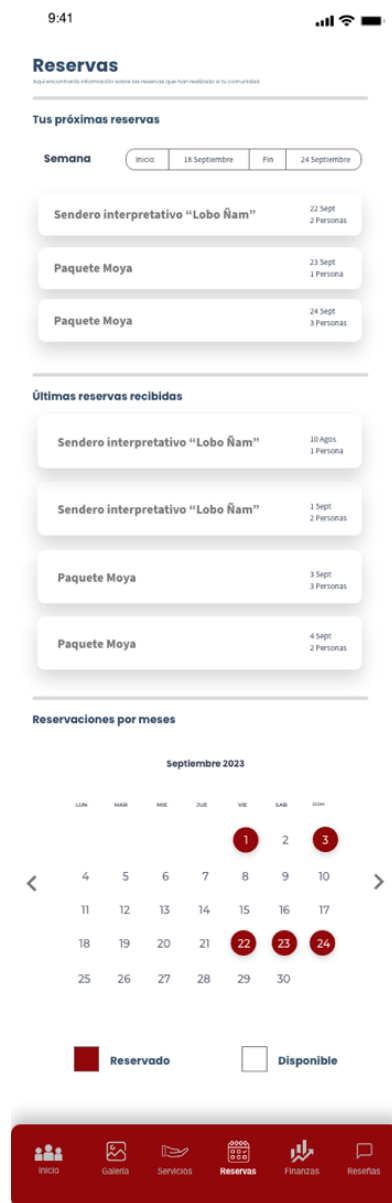 9:41
Reservas
Aquí encontrarás información sobre las reservas que han realizado a tu comunidad
Tus próximas reservas
Semana
Inicio
18 Septiembre
Fin
24 Septiembre
Sendero interpretativo “Lobo Ñam”
22 Sept
2 Personas
Paquete Moya
23 Sept
1 Persona
Paquete Moya
24 Sept
3 Personas
Últimas reservas recibidas
Sendero interpretativo “Lobo Ñam”
10 Agos
1 Persona
Sendero interpretativo “Lobo Ñam”
1 Sept
2 Personas
Paquete Moya
3 Sept
3 Personas
Paquete Moya
4 Sept
2 Personas
Reservaciones por meses
Septiembre 2023
LUN MAR MIE JUE VIE SAB DOM
1 2 3
4 5 6 7 8 9 10
11 12 13 14 15 16 17
18 19 20 21 22 23 24
25 26 27 28 29 30
Reservado
Disponible
Inicio
Galería
Servicios
Reservas
Finanzas
Reseñas